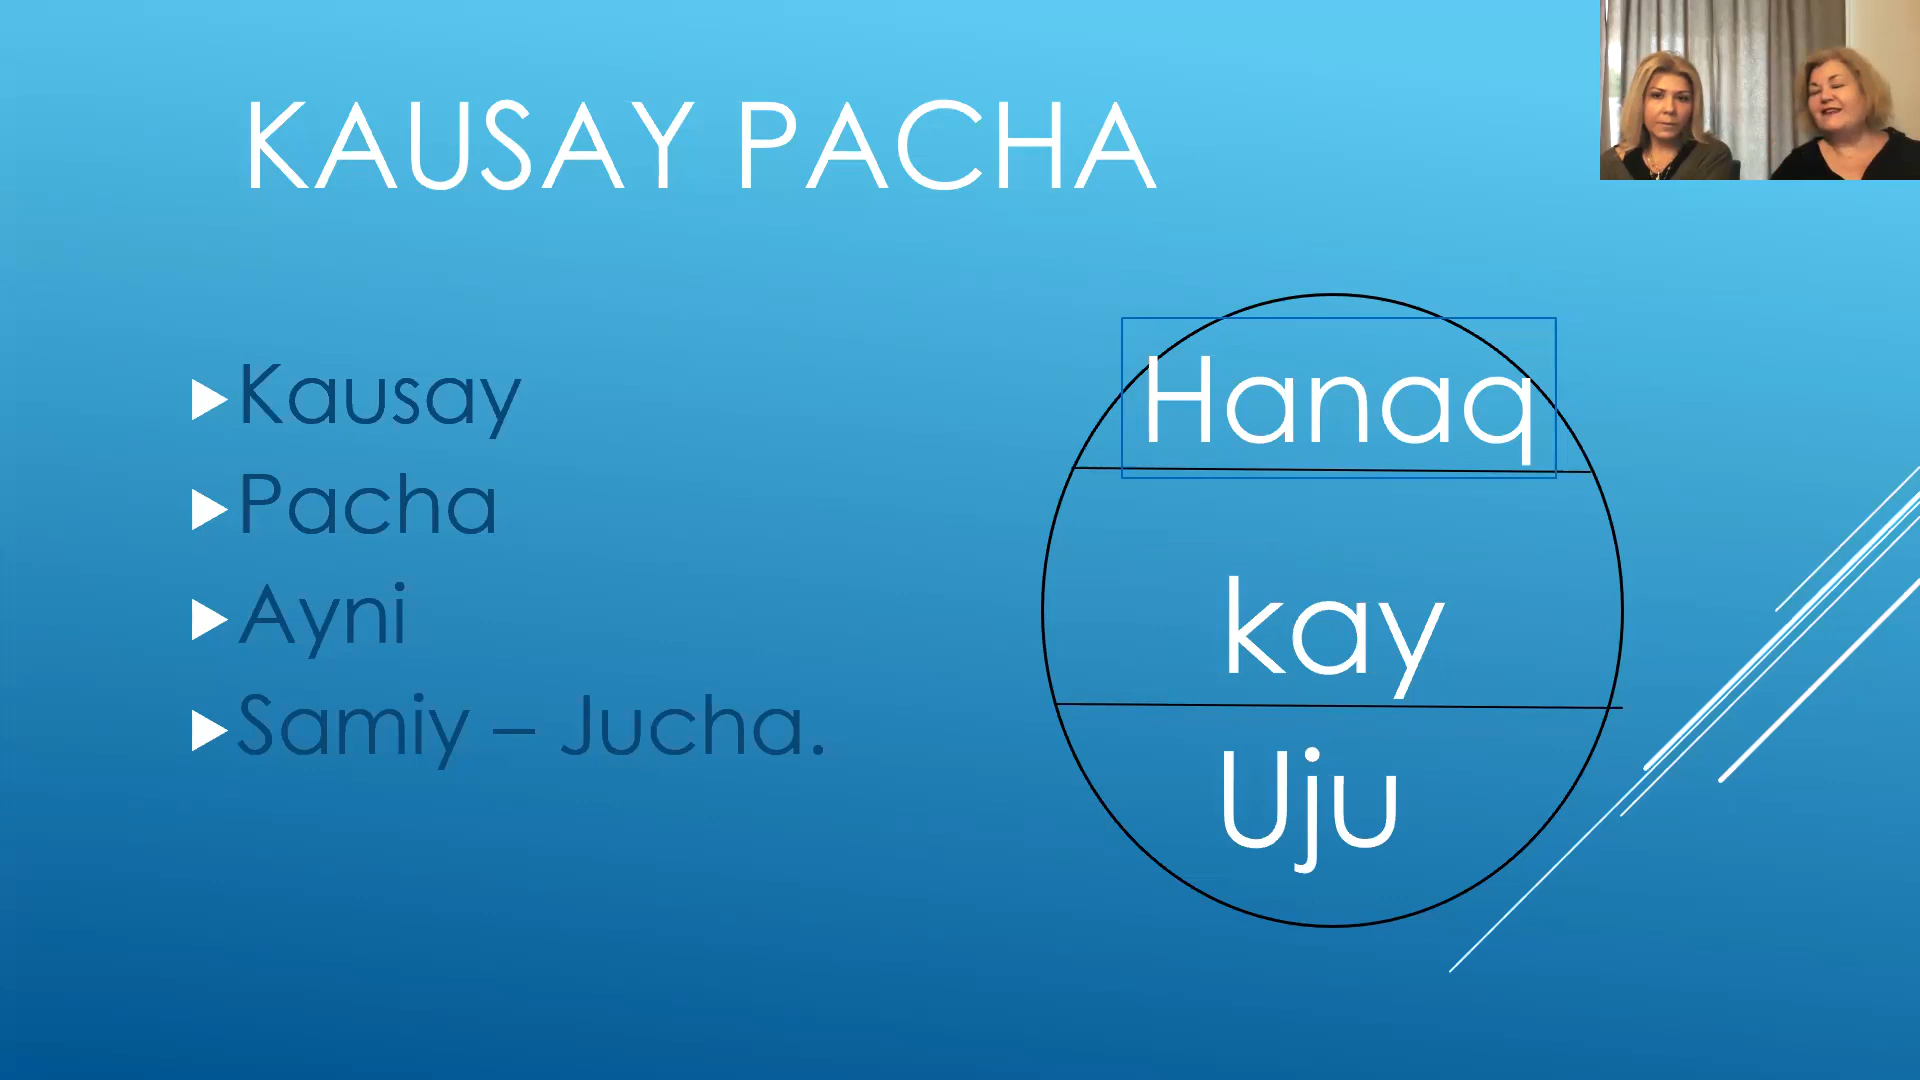 KAUSAY PACHA
Kausay
Pacha
Ayni
Samiy – Jucha.
Hanaq
kay
Uju